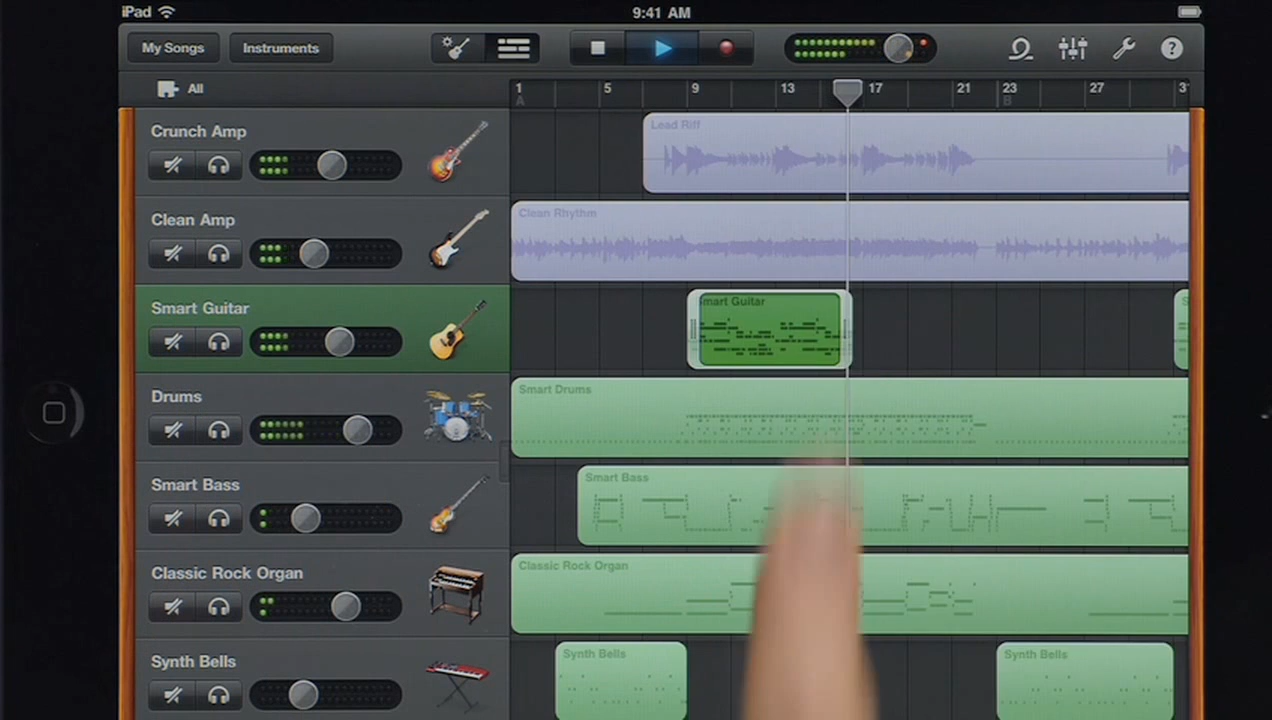 iPad 9:41 AM
My Songs Instruments ?
All 1 5 9 13 17 21 23 27 31
A B
Crunch Amp Lead Riff
Clean Amp Clean Rhythm
Smart Guitar Smart Guitar
Drums Smart Drums
Smart Bass Smart Bass
Classic Rock Organ Classic Rock Organ
Synth Bells Synth Bells Synth Bells